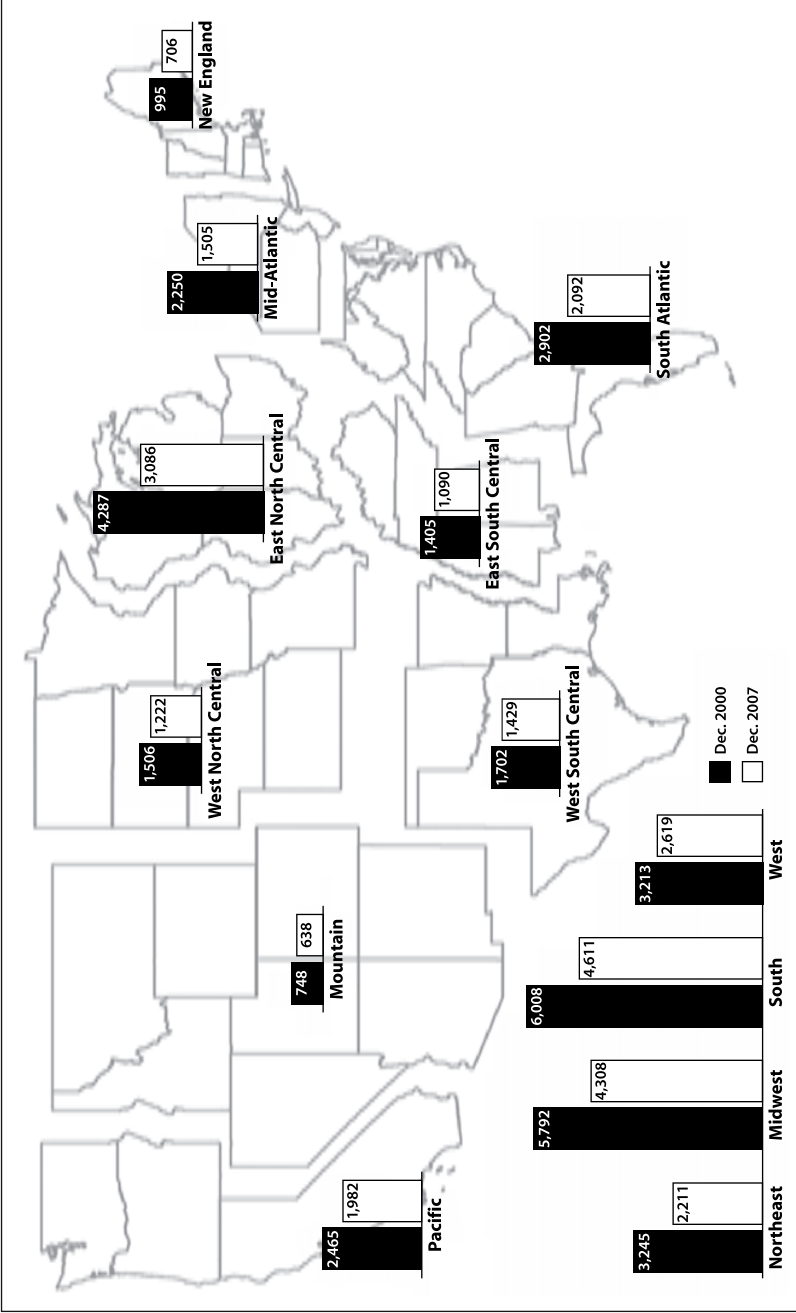 995
706
New England
2,250
1,505
Mid-Atlantic
4,287
3,086
East North Central
1,506
1,222
West North Central
748
638
Mountain
2,465
1,982
Pacific
1,702
1,429
West South Central
1,405
1,090
East South Central
2,902
2,092
South Atlantic
Dec. 2000
Dec. 2007
3,245
2,211
Northeast
5,792
4,308
Midwest
6,008
4,611
South
3,213
2,619
West